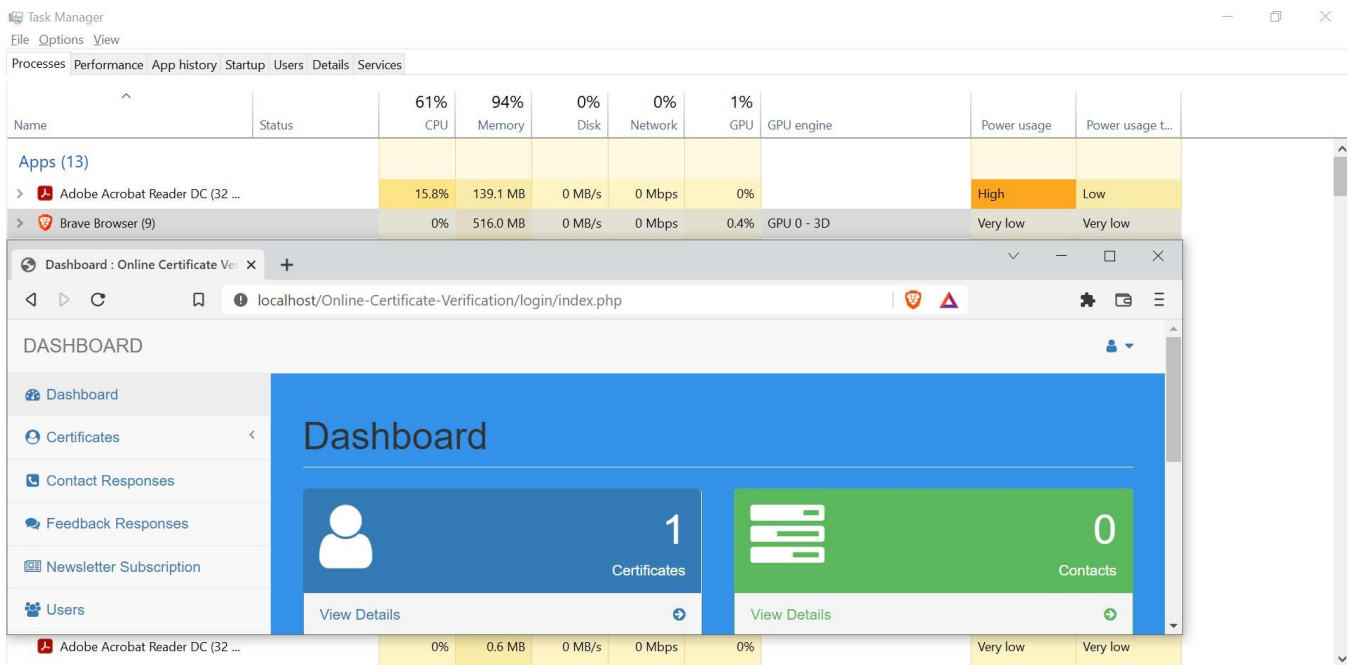 Task Manager
File Options View
Processes Performance App history Startup Users Details Services
61% 94% 0% 0% 1%
Name Status CPU Memory Disk Network GPU GPU engine Power usage Power usage t...
Apps (13)
Adobe Acrobat Reader DC (32 ... 15.8% 139.1 MB 0 MB/s 0 Mbps 0% High Low
Brave Browser (9) 0% 516.0 MB 0 MB/s 0 Mbps 0.4% GPU 0 - 3D Very low Very low
Dashboard : Online Certificate Ve
localhost/Online-Certificate-Verification/login/index.php
DASHBOARD
Dashboard
Certificates
Contact Responses
Feedback Responses
Newsletter Subscription
Users
Dashboard
1
Certificates
View Details
0
Contacts
View Details
Adobe Acrobat Reader DC (32 ... 0% 0.6 MB 0 MB/s 0 Mbps 0% Very low Very low